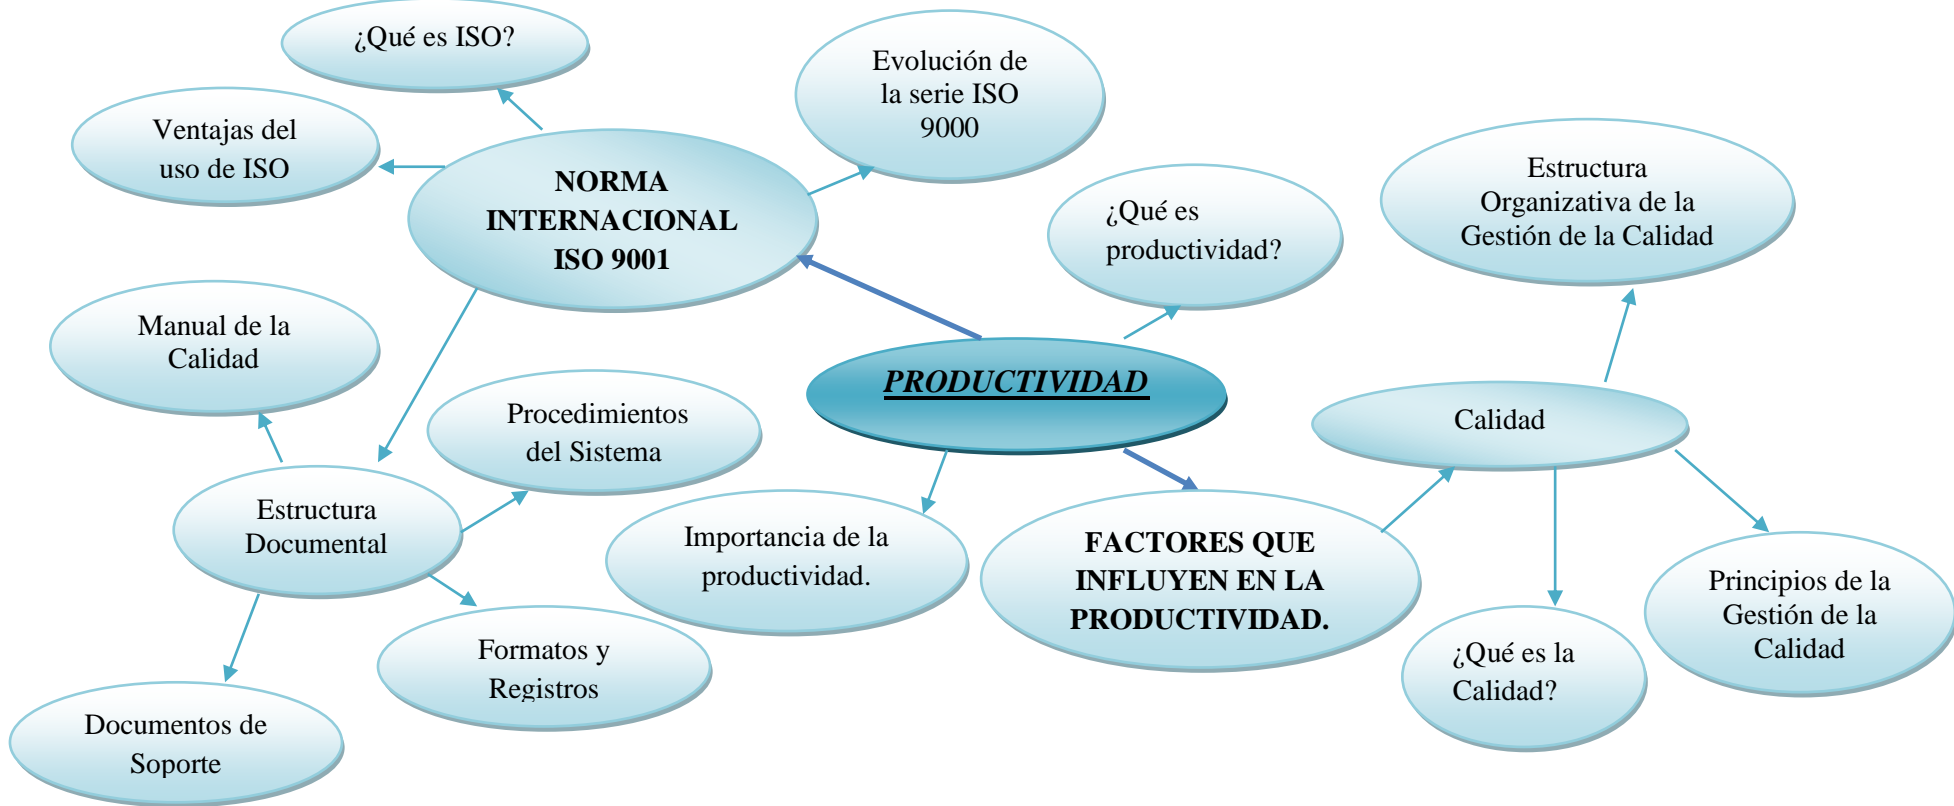 ¿Qué es ISO?
Evolución de
la serie ISO
9000
Ventajas del
uso de ISO
NORMA
INTERNACIONAL
ISO 9001
¿Qué es
productividad?
Estructura
Organizativa de la
Gestión de la Calidad
Manual de la
Calidad
PRODUCTIVIDAD
Procedimientos
del Sistema
Calidad
Estructura
Documental
Importancia de la
productividad.
FACTORES QUE
INFLUYEN EN LA
PRODUCTIVIDAD.
Principios de la
Gestión de la
Calidad
Formatos y
Registros
¿Qué es la
Calidad?
Documentos de
Soporte